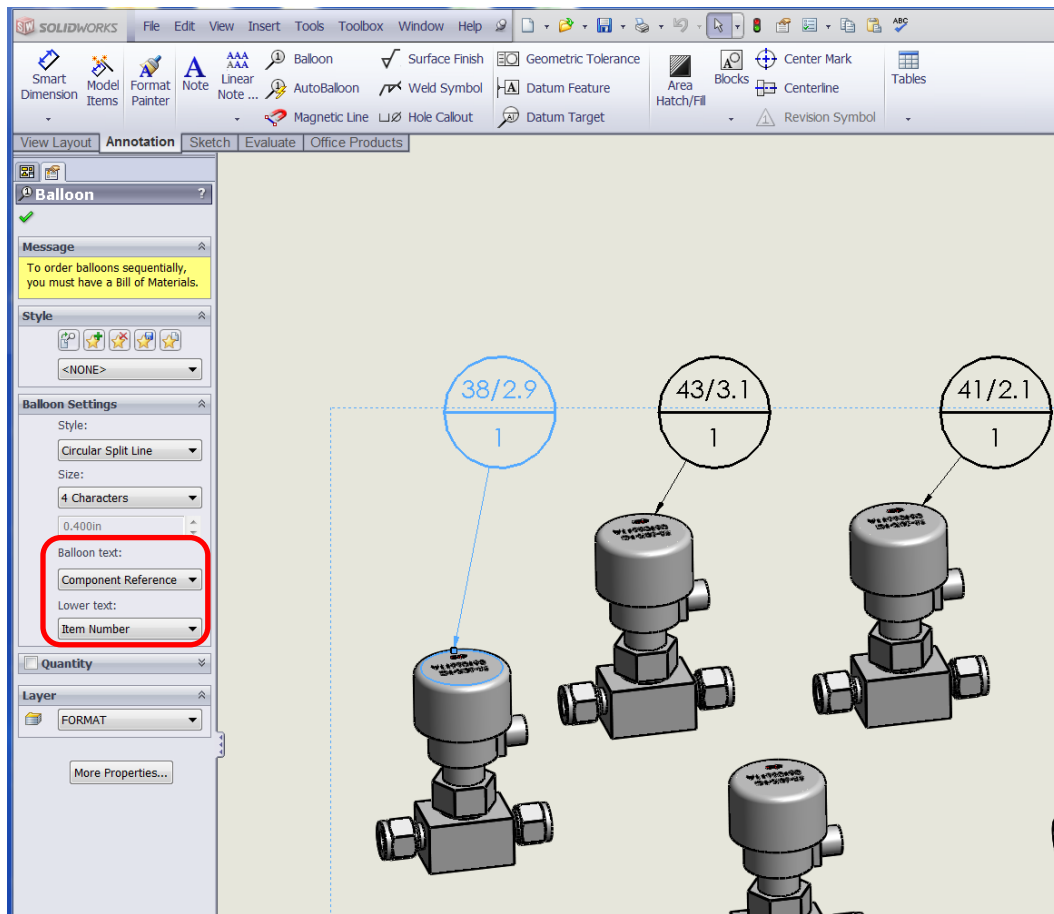 SOLIDWORKS File Edit View Insert Tools Toolbox Window Help ABC
Smart Dimension
Model Items
Format Painter
A Note
AAA AAA Linear Note ...
Balloon
AutoBalloon
Magnetic Line
Surface Finish
Weld Symbol
Hole Callout
Geometric Tolerance
A Datum Feature
Datum Target
Area Hatch/Fill
A Blocks
Center Mark
Centerline
Revision Symbol
Tables
View Layout Annotation Sketch Evaluate Office Products
Balloon ?
Message
To order balloons sequentially,
you must have a Bill of Materials.
Style
<NONE>
Balloon Settings
Style:
Circular Split Line
Size:
4 Characters
0.400in
Balloon text:
Component Reference
Lower text:
Item Number
Quantity
Layer
FORMAT
More Properties...
38/2.9
1
43/3.1
1
41/2.1
1